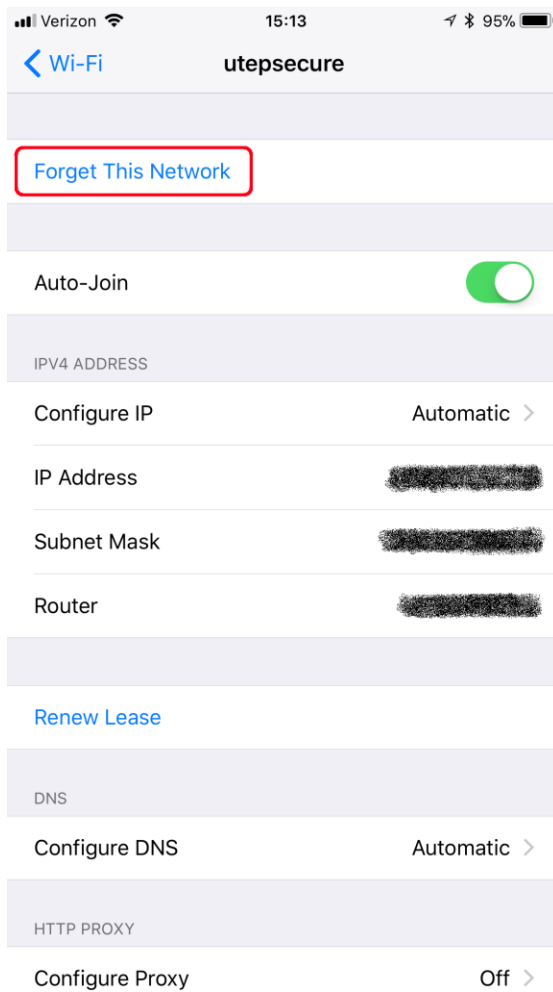 Verizon 15:13 95%
Wi-Fi utepsecure
Forget This Network
Auto-Join
IPV4 ADDRESS
Configure IP Automatic
IP Address
Subnet Mask
Router
Renew Lease
DNS
Configure DNS Automatic
HTTP PROXY
Configure Proxy Off